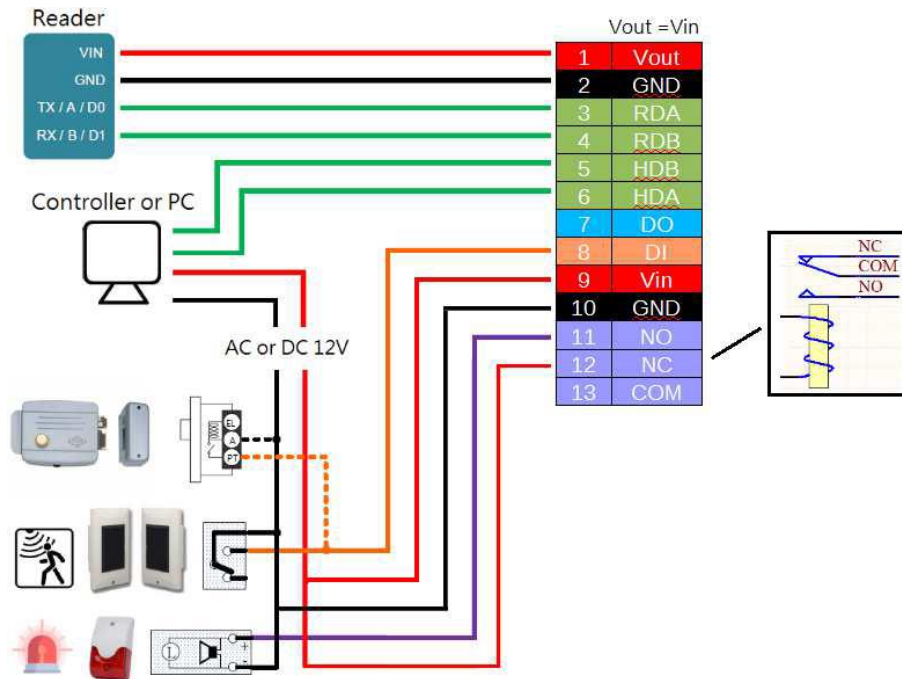 Reader
VIN
GND
TX / A / D0
RX / B / D1
Vout =Vin
1 Vout
2 GND
3 RDA
4 RDB
5 HDB
6 HDA
7 DO
8 DI
9 Vin
10 GND
11 NO
12 NC
13 COM
Controller or PC
NC
COM
NO
AC or DC 12V
EL
A
PT
L
+
-